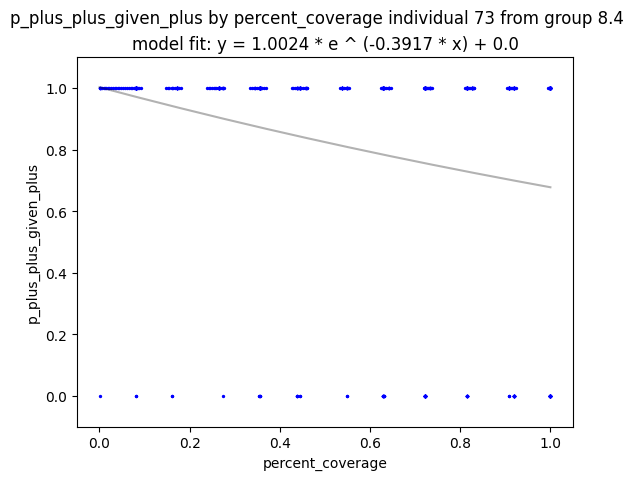 p_plus_plus_given_plus by percent_coverage individual 73 from group 8.4
model fit: y = 1.0024 * e ^ (-0.3917 * x) + 0.0
1.0
0.8
0.6
0.4
0.2
0.0
p_plus_plus_given_plus
0.0 0.2 0.4 0.6 0.8 1.0
percent_coverage